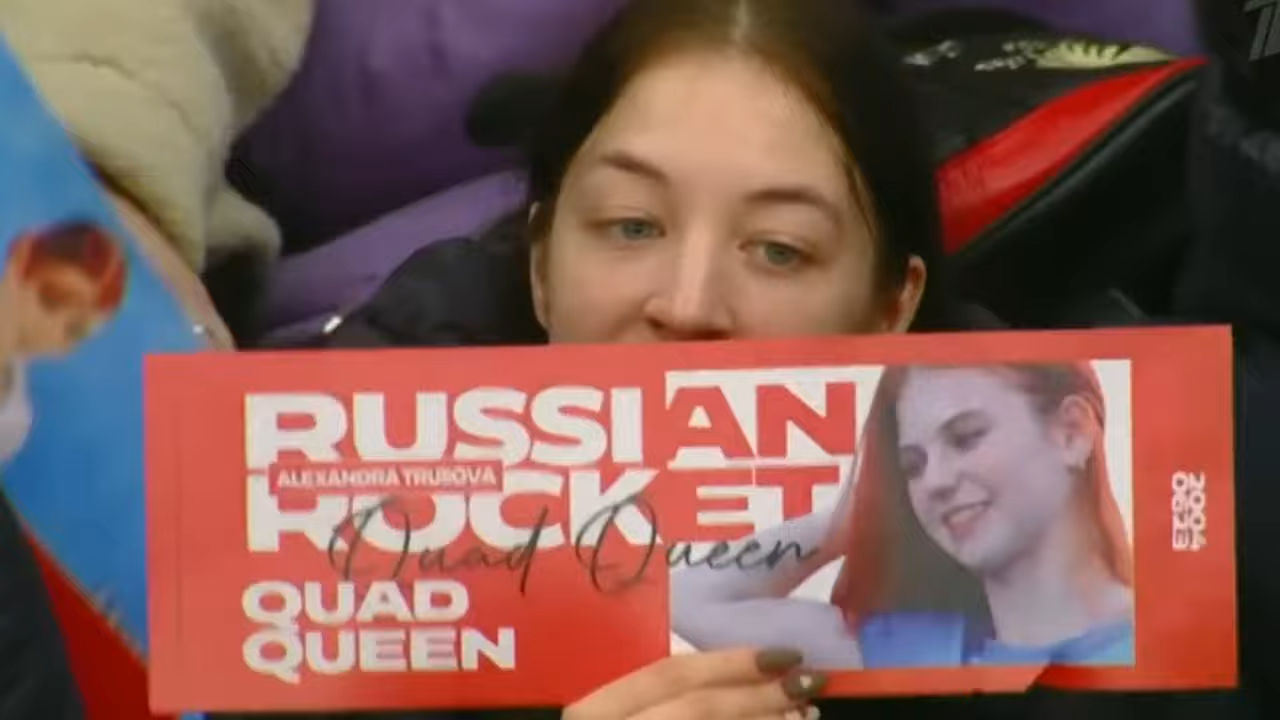 RUSSIAN
ALEXANDRA TRUSOVA
ROCKET
Quad Queen
QUAD
QUEEN